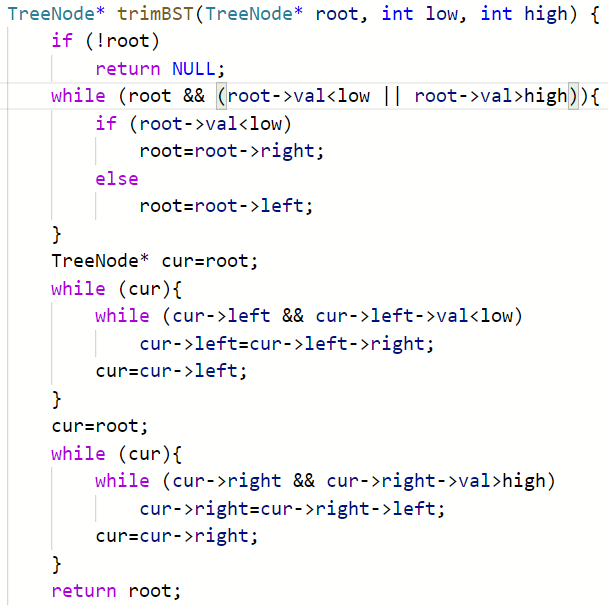 TreeNode* trimBST(TreeNode* root, int low, int high) {
    if (!root)
        return NULL;
    while (root && (root->val<low || root->val>high)){
        if (root->val<low)
            root=root->right;
        else
            root=root->left;
    }
    TreeNode* cur=root;
    while (cur){
        while (cur->left && cur->left->val<low)
            cur->left=cur->left->right;
        cur=cur->left;
    }
    cur=root;
    while (cur){
        while (cur->right && cur->right->val>high)
            cur->right=cur->right->left;
        cur=cur->right;
    }
    return root;